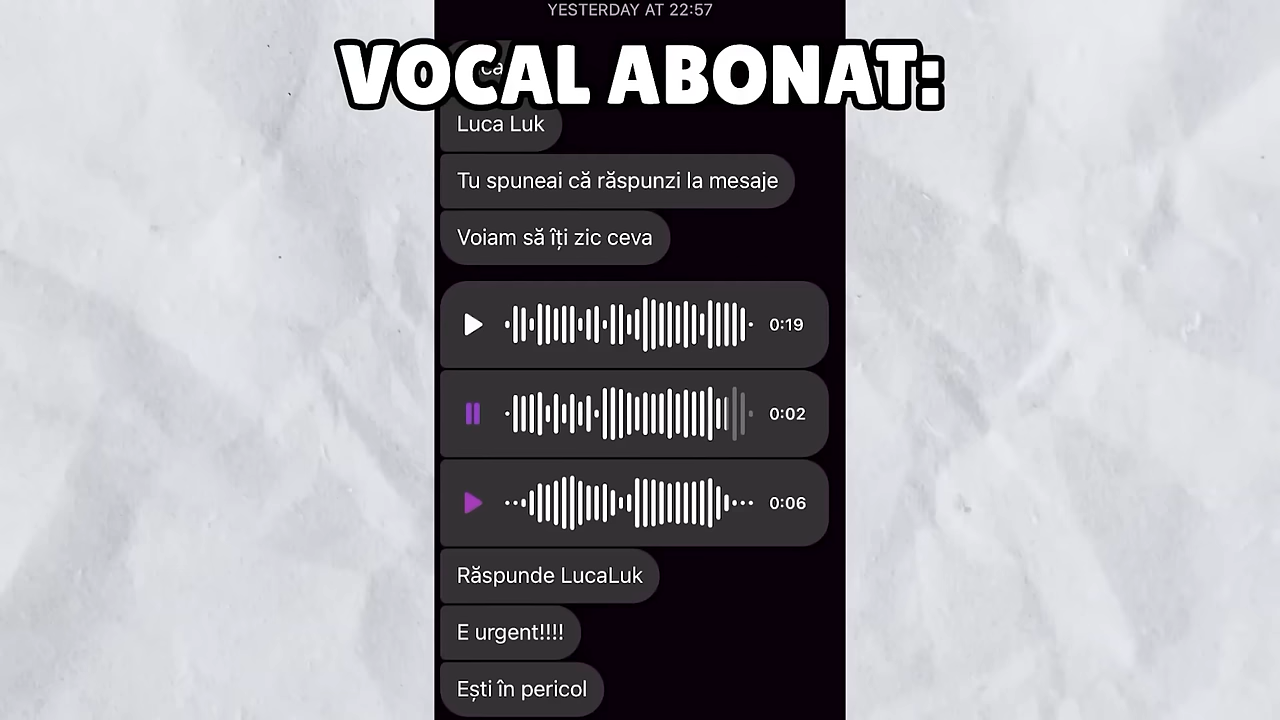 YESTERDAY AT 22:57
VOCAL ABONAT:
Luca Luk
Tu spuneai că răspunzi la mesaje
Voiam să îți zic ceva
0:19
0:02
0:06
Răspunde LucaLuk
E urgent!!!!
Ești în pericol